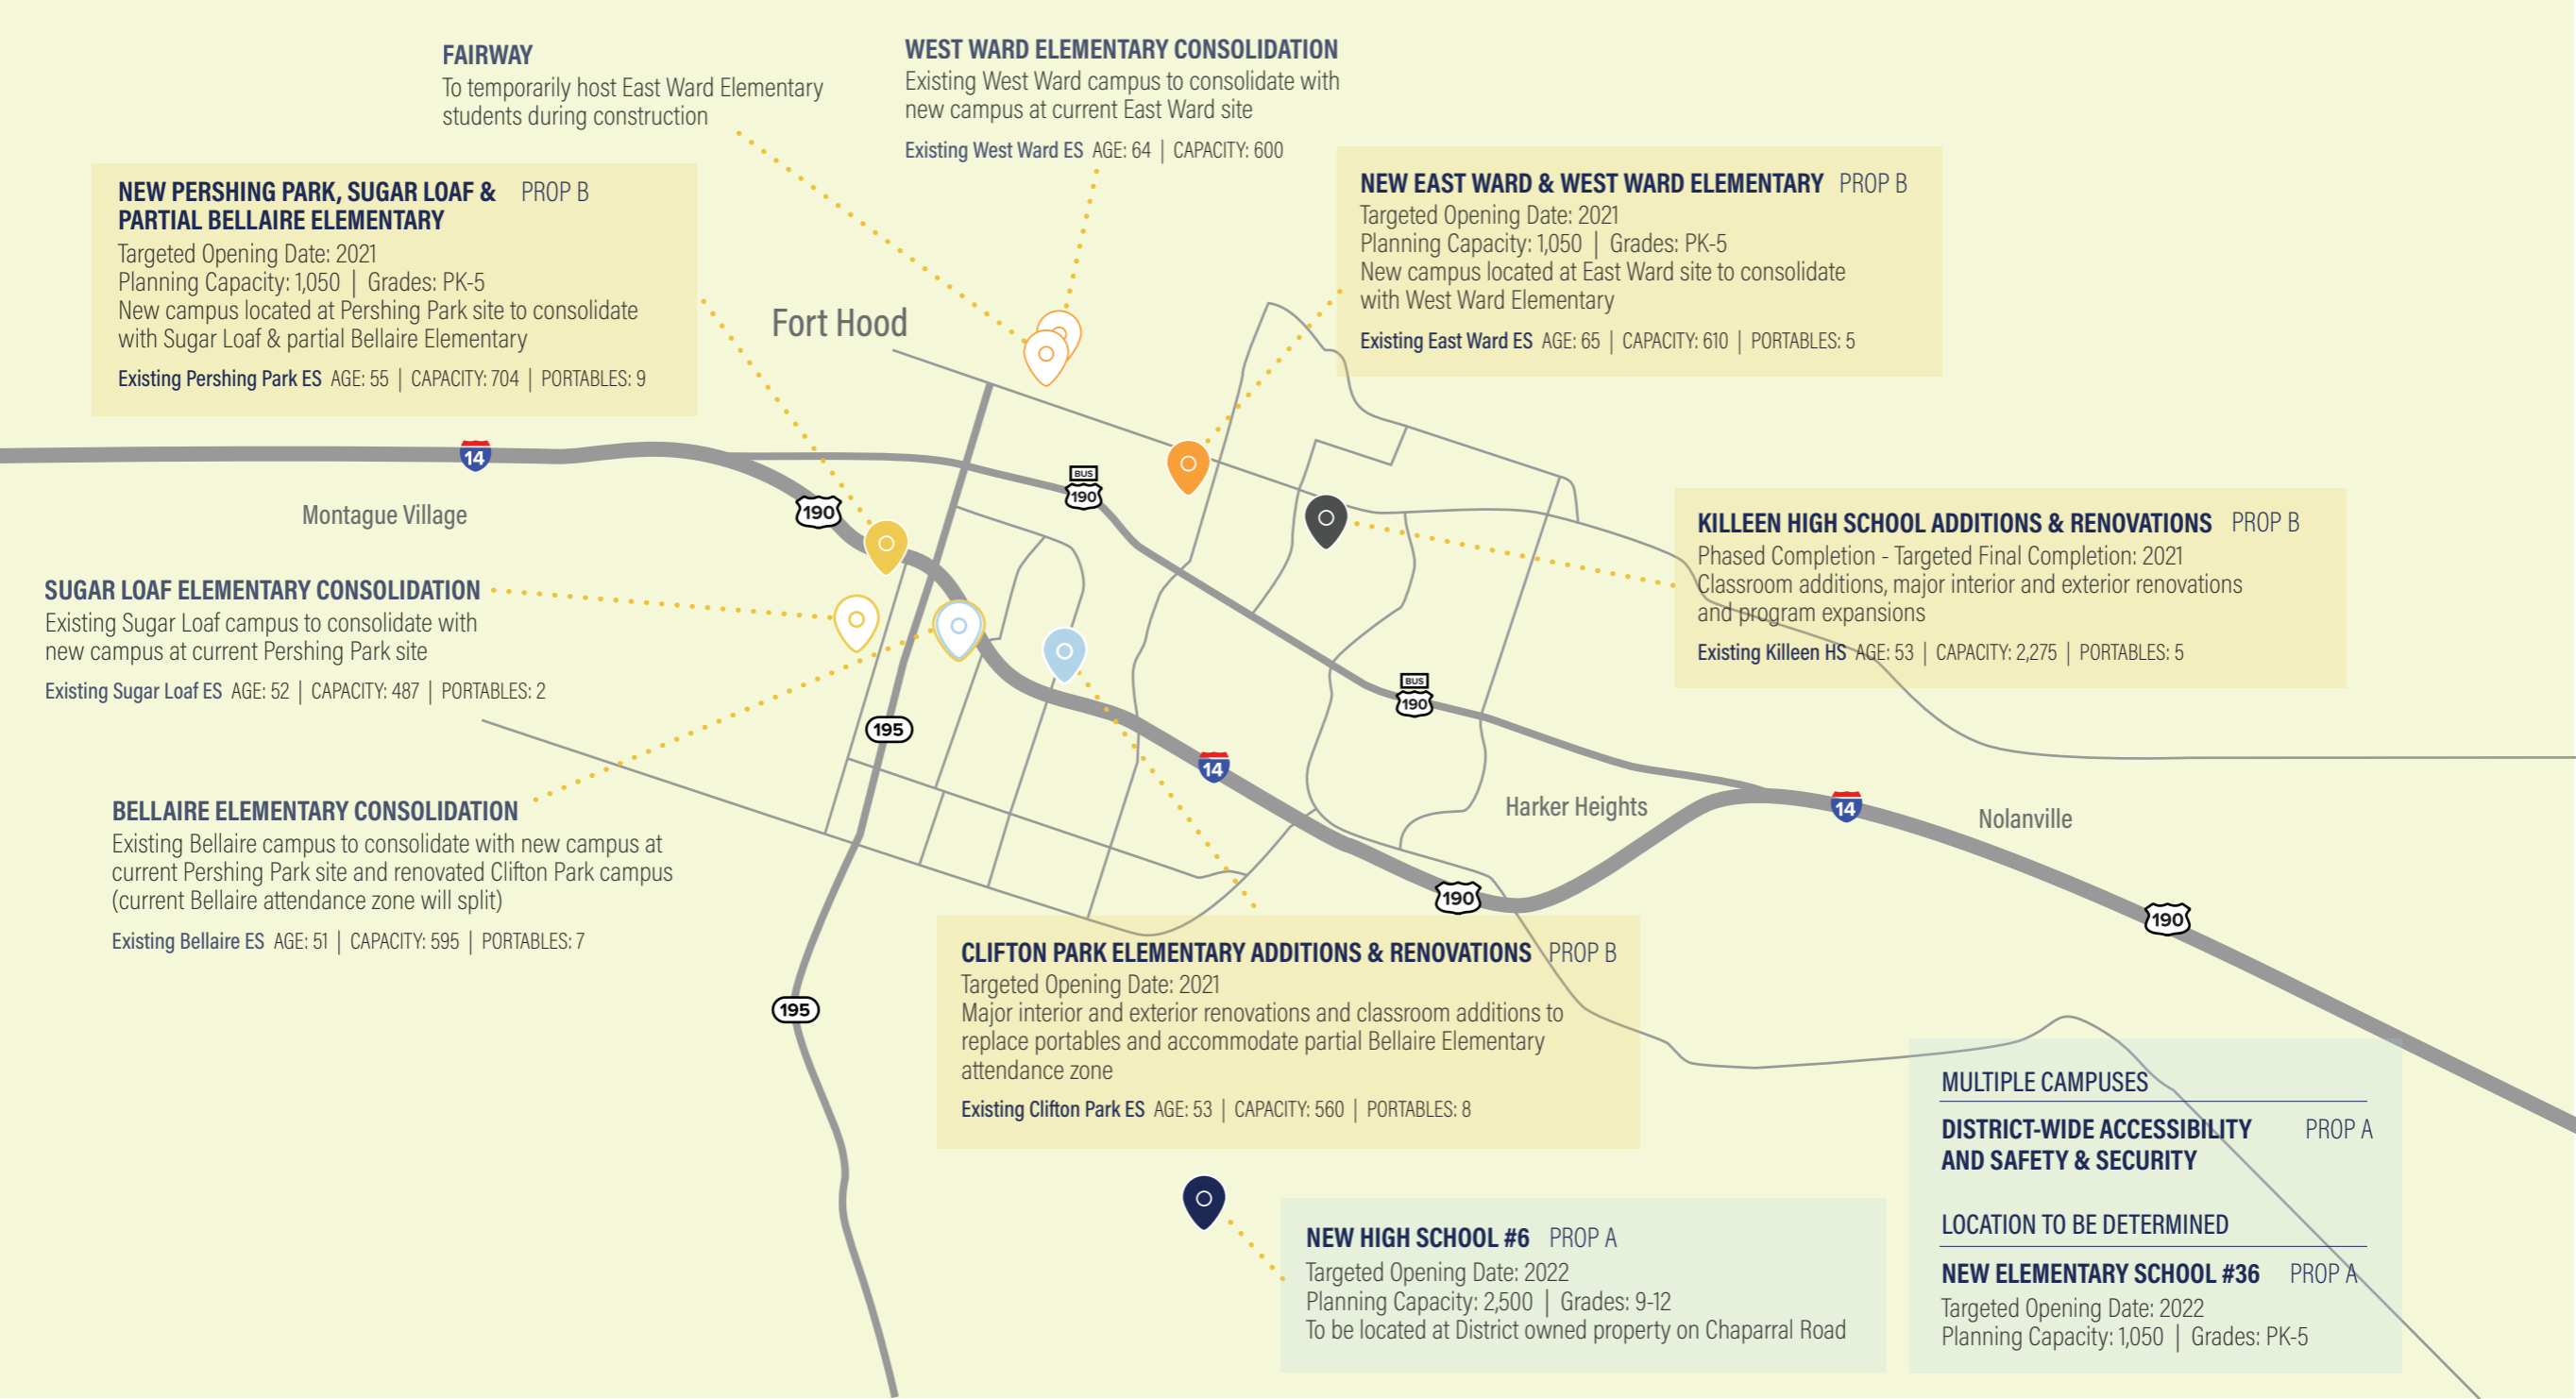 FAIRWAY
To temporarily host East Ward Elementary
students during construction
WEST WARD ELEMENTARY CONSOLIDATION
Existing West Ward campus to consolidate with
new campus at current East Ward site
Existing West Ward ES AGE: 64 | CAPACITY: 600
NEW PERSHING PARK, SUGAR LOAF & PROP B
PARTIAL BELLAIRE ELEMENTARY
Targeted Opening Date: 2021
Planning Capacity: 1,050 | Grades: PK-5
New campus located at Pershing Park site to consolidate
with Sugar Loaf & partial Bellaire Elementary
Existing Pershing Park ES AGE: 55 | CAPACITY: 704 | PORTABLES: 9
NEW EAST WARD & WEST WARD ELEMENTARY PROP B
Targeted Opening Date: 2021
Planning Capacity: 1,050 | Grades: PK-5
New campus located at East Ward site to consolidate
with West Ward Elementary
Existing East Ward ES AGE: 65 | CAPACITY: 610 | PORTABLES: 5
Fort Hood
14
BUS
190
190
Montague Village
KILLEEN HIGH SCHOOL ADDITIONS & RENOVATIONS PROP B
Phased Completion - Targeted Final Completion: 2021
Classroom additions, major interior and exterior renovations
and program expansions
Existing Killeen HS AGE: 53 | CAPACITY: 2,275 | PORTABLES: 5
SUGAR LOAF ELEMENTARY CONSOLIDATION
Existing Sugar Loaf campus to consolidate with
new campus at current Pershing Park site
Existing Sugar Loaf ES AGE: 52 | CAPACITY: 487 | PORTABLES: 2
BUS
190
195
14
Harker Heights
14
Nolanville
BELLAIRE ELEMENTARY CONSOLIDATION
Existing Bellaire campus to consolidate with new campus at
current Pershing Park site and renovated Clifton Park campus
(current Bellaire attendance zone will split)
Existing Bellaire ES AGE: 51 | CAPACITY: 595 | PORTABLES: 7
190
190
CLIFTON PARK ELEMENTARY ADDITIONS & RENOVATIONS PROP B
Targeted Opening Date: 2021
Major interior and exterior renovations and classroom additions to
replace portables and accommodate partial Bellaire Elementary
attendance zone
Existing Clifton Park ES AGE: 53 | CAPACITY: 560 | PORTABLES: 8
195
MULTIPLE CAMPUSES
DISTRICT-WIDE ACCESSIBILITY PROP A
AND SAFETY & SECURITY
LOCATION TO BE DETERMINED
NEW ELEMENTARY SCHOOL #36 PROP A
Targeted Opening Date: 2022
Planning Capacity: 1,050 | Grades: PK-5
NEW HIGH SCHOOL #6 PROP A
Targeted Opening Date: 2022
Planning Capacity: 2,500 | Grades: 9-12
To be located at District owned property on Chaparral Road